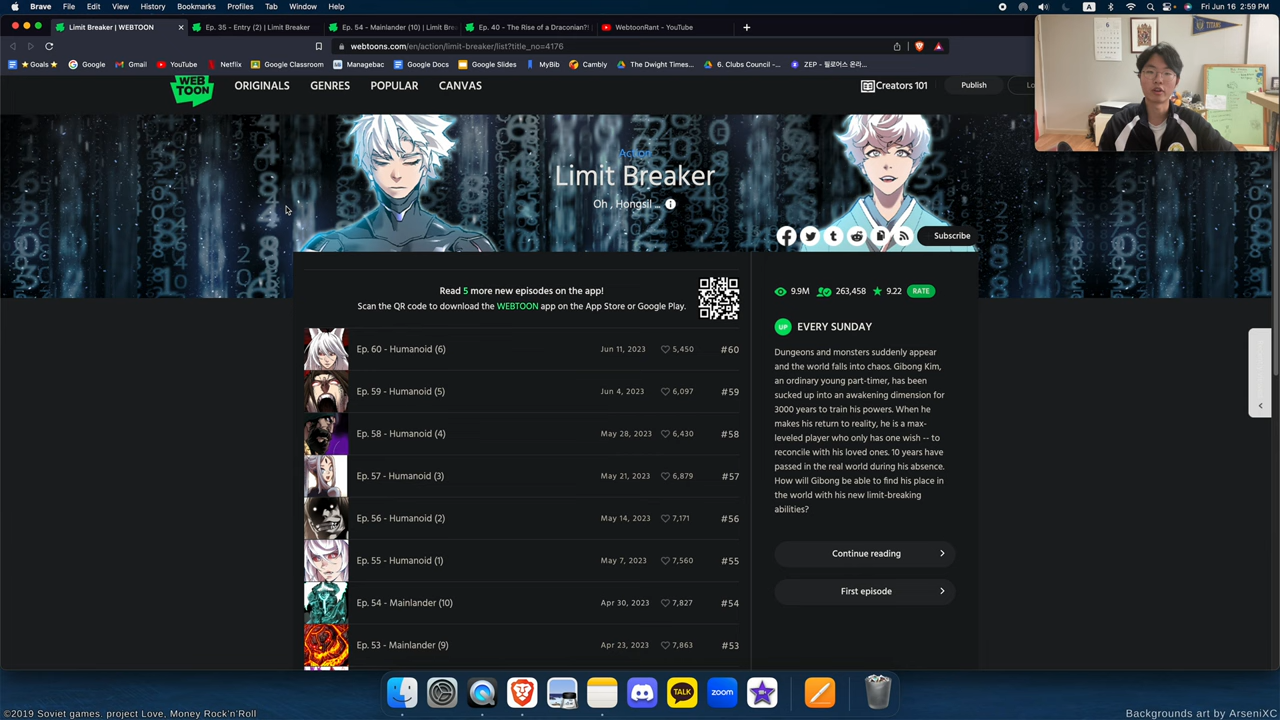 Brave File Edit View History Bookmarks Profiles Tab Window Help
A Fri Jun 16 2:59 PM
Limit Breaker | WEBTOON
Ep. 35 - Entry (2) | Limit Breaker
Ep. 54 - Mainlander (10) | Limit Bre
Ep. 40 - The Rise of a Draconian?!
WebtoonRant - YouTube
webtoons.com/en/action/limit-breaker/list?title_no=4176
Goals Google Gmail YouTube Netflix Google Classroom Managebac Google Docs Google Slides MyBib Cambly The Dwight Times... 6. Clubs Council -... ZEP - 웰로어스 온라...
WEB
TOON
ORIGINALS GENRES POPULAR CANVAS
Creators 101 Publish Lo
TITANS
Action
Limit Breaker
Oh , Hongsil ...
Subscribe
Read 5 more new episodes on the app!
Scan the QR code to download the WEBTOON app on the App Store or Google Play.
Ep. 60 - Humanoid (6) Jun 11, 2023 5,450 #60
Ep. 59 - Humanoid (5) Jun 4, 2023 6,097 #59
Ep. 58 - Humanoid (4) May 28, 2023 6,430 #58
Ep. 57 - Humanoid (3) May 21, 2023 6,879 #57
Ep. 56 - Humanoid (2) May 14, 2023 7,171 #56
Ep. 55 - Humanoid (1) May 7, 2023 7,560 #55
Ep. 54 - Mainlander (10) Apr 30, 2023 7,827 #54
Ep. 53 - Mainlander (9) Apr 23, 2023 7,863 #53
9.9M 263,458 9.22 RATE
UP EVERY SUNDAY
Dungeons and monsters suddenly appear
and the world falls into chaos. Gibong Kim,
an ordinary young part-timer, has been
sucked up into an awakening dimension for
3000 years to train his powers. When he
makes his return to reality, he is a max-
leveled player who only has one wish -- to
reconcile with his loved ones. 10 years have
passed in the real world during his absence.
How will Gibong be able to find his place in
the world with his new limit-breaking
abilities?
Continue reading
First episode
TALK
zoom
©2019 Soviet games. project Love, Money Rock'n'Roll
Backgrounds art by ArseniXC